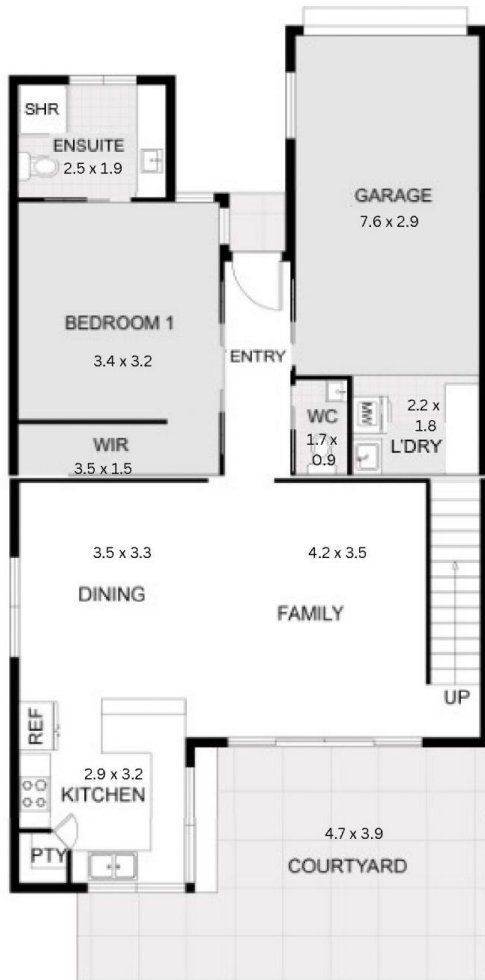 SHR
ENSUITE
2.5 x 1.9
GARAGE
7.6 x 2.9
BEDROOM 1
3.4 x 3.2
ENTRY
WIR
3.5 x 1.5
WC
1.7 x
0.9
MW
2.2 x
1.8
L'DRY
3.5 x 3.3
DINING
4.2 x 3.5
FAMILY
UP
REF
2.9 x 3.2
KITCHEN
PTY
4.7 x 3.9
COURTYARD